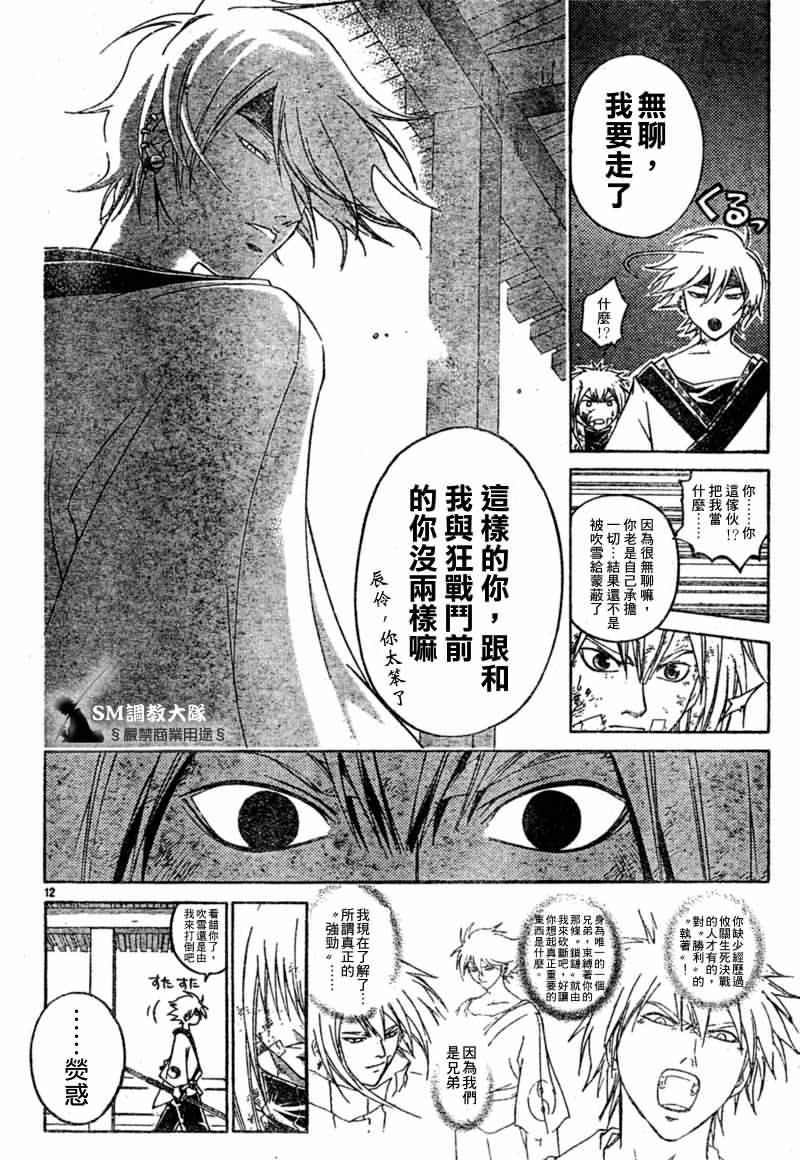 無聊，
我要走了
くるっ
什麼!?
你……你
這傢伙!?
把我當
什麼……
因為很無聊嘛，
你老是自己承擔
一切…結果還不是
被吹雪給蒙蔽了
這樣的你，跟和
我與狂戰鬥前
的你沒兩樣嘛
辰伶，你太笨了
SM調教大隊
§嚴禁商業用途§
12
你缺少經歷過
攸關生死決戰
的人才有的，
對〝勝利〞的
〝執著〞！
身為唯一的一個
兄弟，束縛著你的
那條〝鎖鏈〞就由
我來砍斷吧，好讓
你想起真正重要的
東西是什麼。
因為我們
是兄弟
我現在了解了…
所謂真正的
〝強勁〞……
看錯你了，
吹雪還是由
我來打倒吧
すた すた
……熒惑